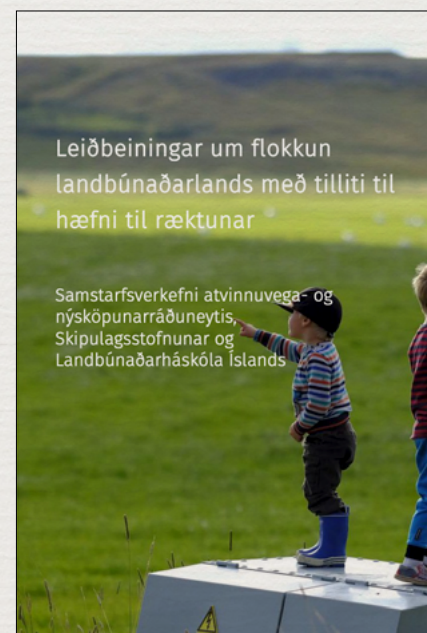 Leiðbeiningar um flokkun
landbúnaðarlands með tilliti til
hæfni til ræktunar
Samstarfsverkefni atvinnuvega- og
nýsköpunarráðuneytis,
Skipulagsstofnunar og
Landbúnaðarháskóla Íslands